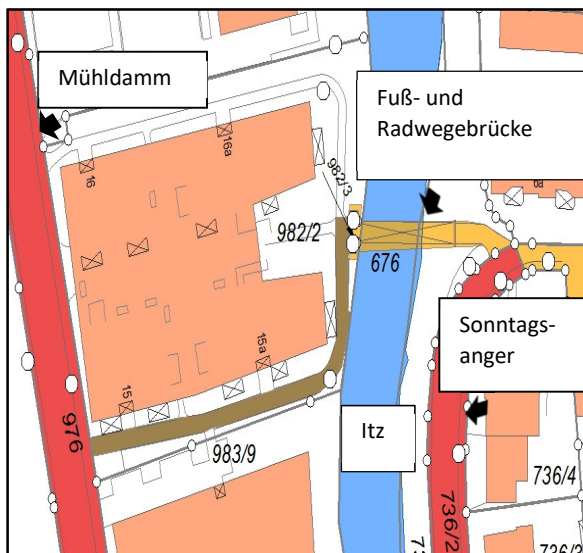 Mühldamm
Fuß- und
Radwegebrücke
16
16a
982/3
982/2
676
Sonntags-
anger
15
15a
976
983/9
Itz
736/4
736/2